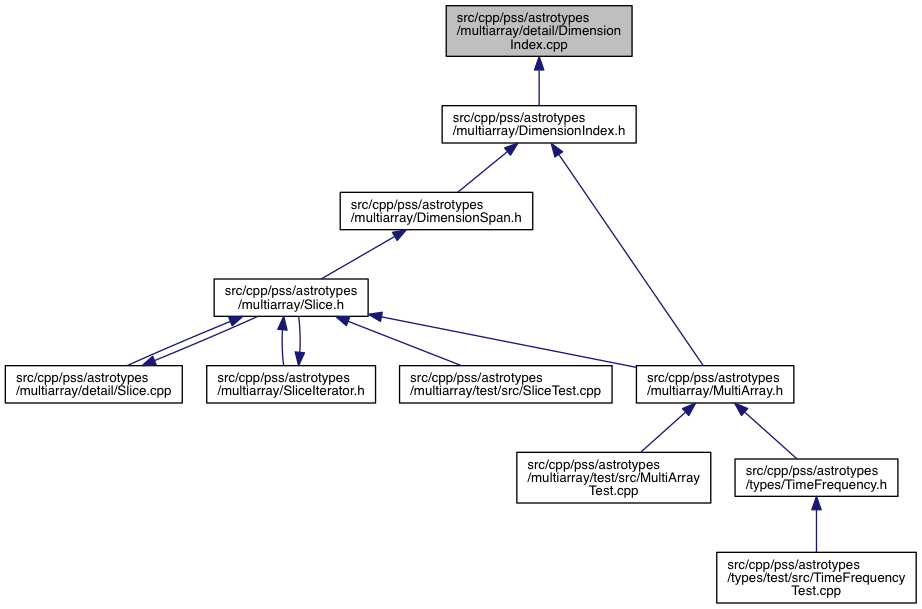 src/cpp/pss/astrotypes
/multiarray/detail/Dimension
Index.cpp
src/cpp/pss/astrotypes
/multiarray/DimensionIndex.h
src/cpp/pss/astrotypes
/multiarray/DimensionSpan.h
src/cpp/pss/astrotypes
/multiarray/Slice.h
src/cpp/pss/astrotypes
/multiarray/detail/Slice.cpp
src/cpp/pss/astrotypes
/multiarray/SliceIterator.h
src/cpp/pss/astrotypes
/multiarray/test/src/SliceTest.cpp
src/cpp/pss/astrotypes
/multiarray/MultiArray.h
src/cpp/pss/astrotypes
/multiarray/test/src/MultiArray
Test.cpp
src/cpp/pss/astrotypes
/types/TimeFrequency.h
src/cpp/pss/astrotypes
/types/test/src/TimeFrequency
Test.cpp